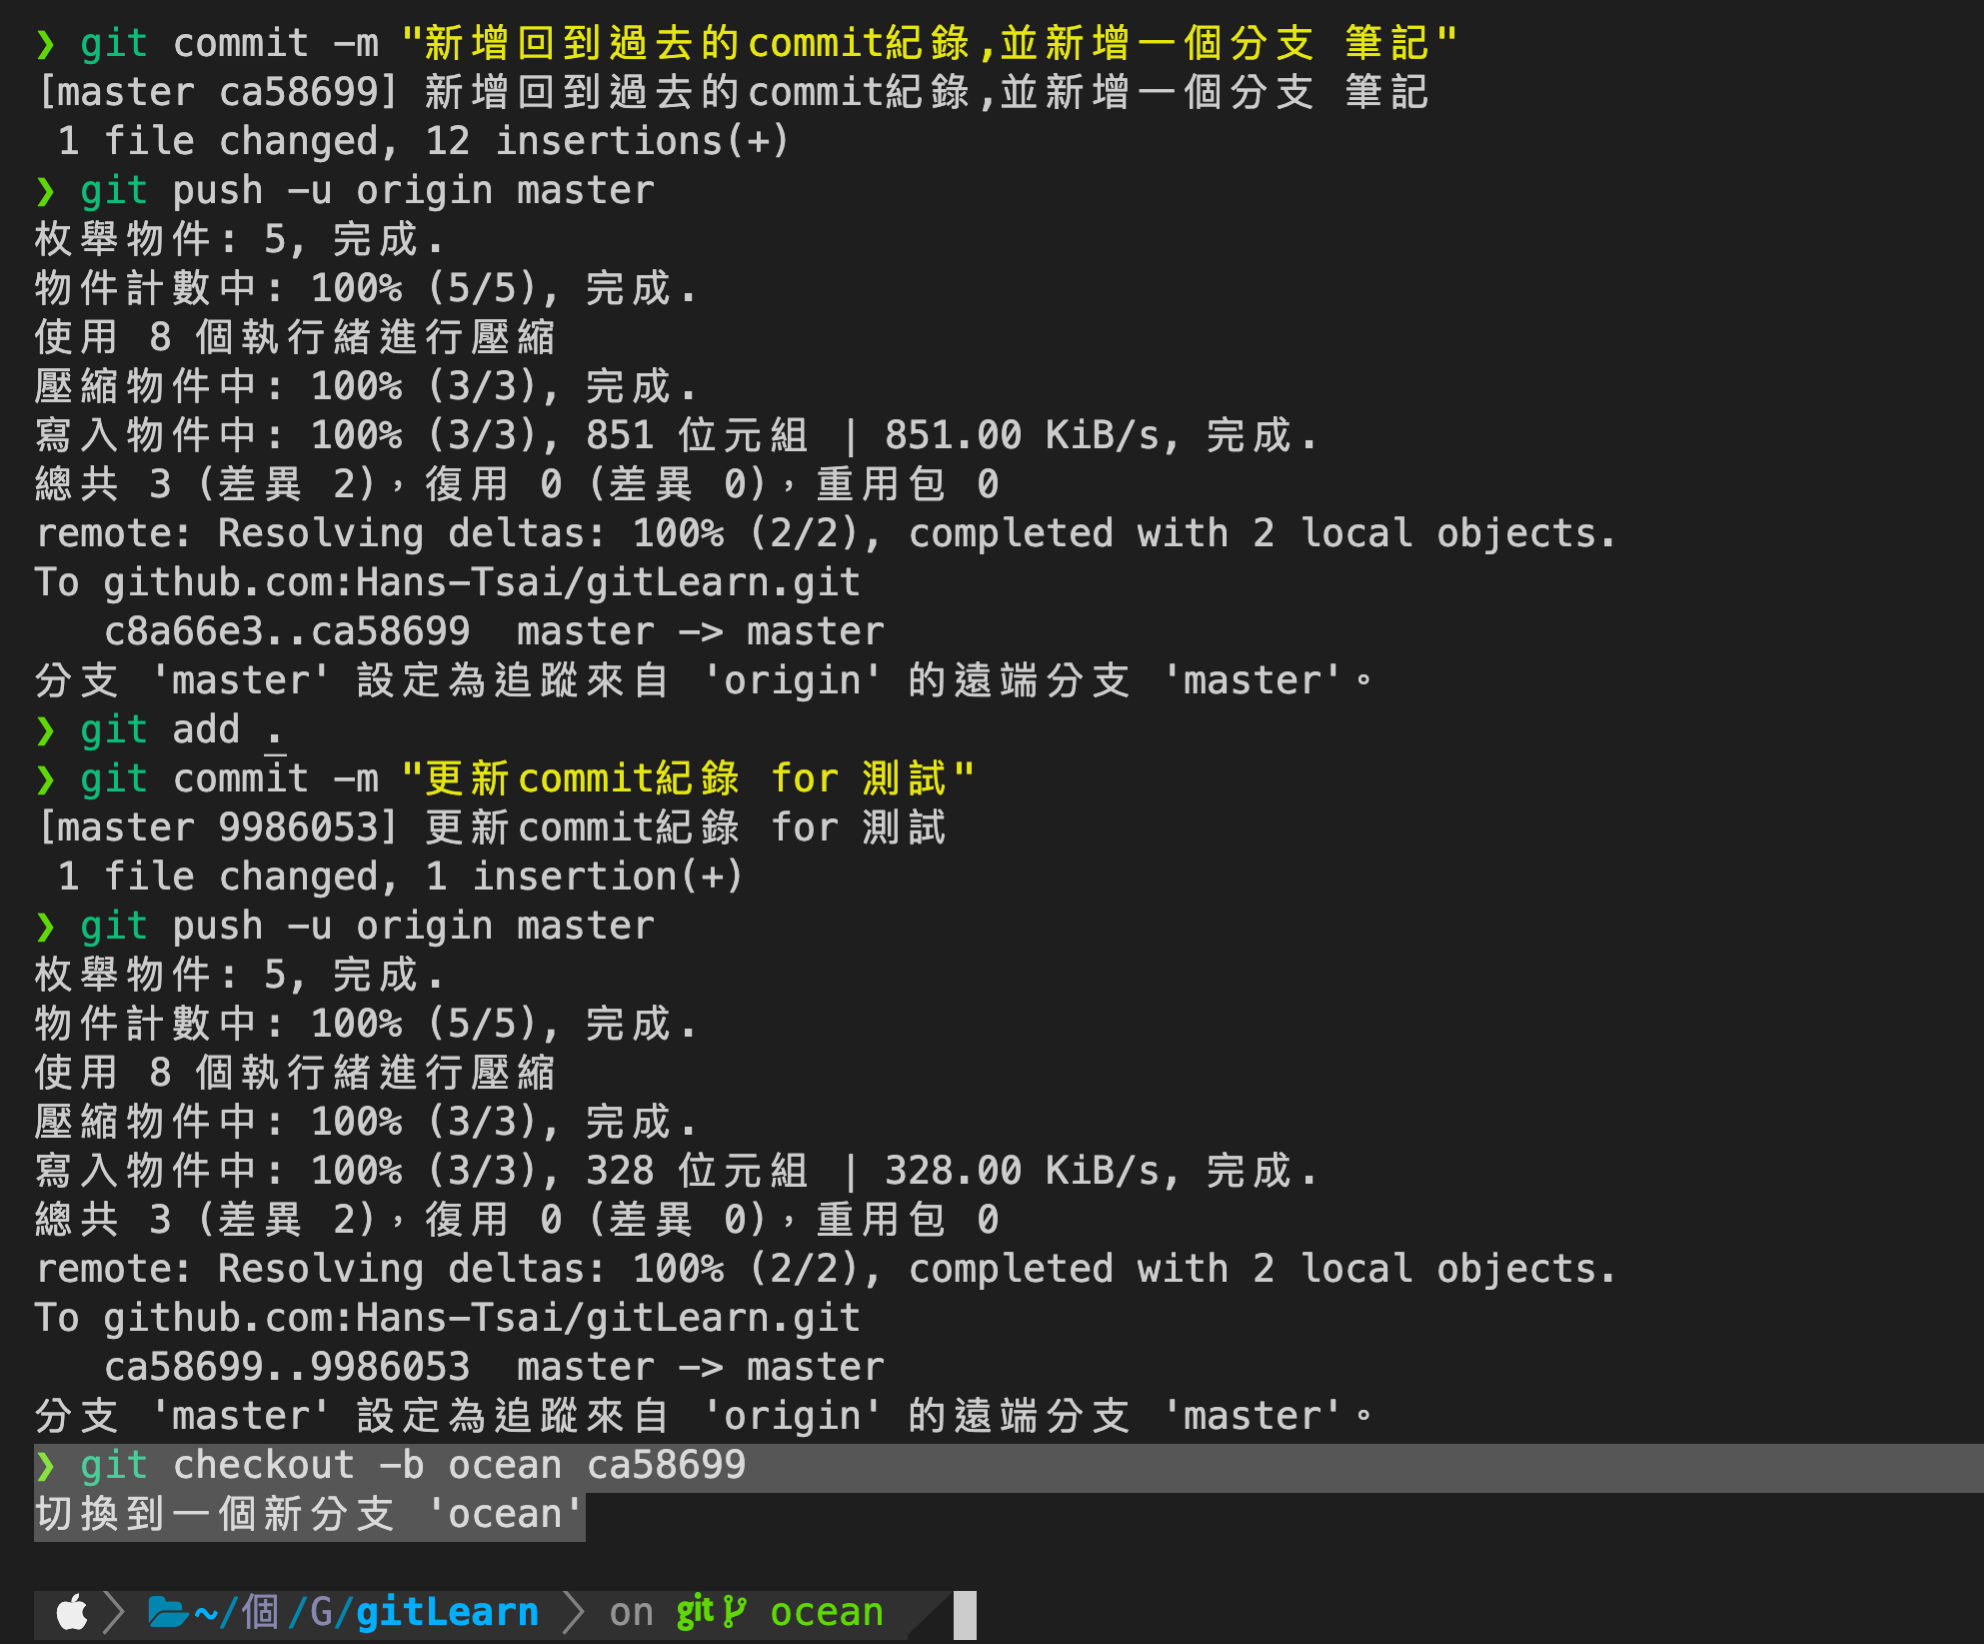 ❯ git commit -m "新增回到過去的commit紀錄,並新增一個分支 筆記"
[master ca58699] 新增回到過去的commit紀錄,並新增一個分支 筆記
 1 file changed, 12 insertions(+)
❯ git push -u origin master
枚舉物件: 5, 完成.
物件計數中: 100% (5/5), 完成.
使用 8 個執行緒進行壓縮
壓縮物件中: 100% (3/3), 完成.
寫入物件中: 100% (3/3), 851 位元組 | 851.00 KiB/s, 完成.
總共 3 (差異 2)，復用 0 (差異 0)，重用包 0
remote: Resolving deltas: 100% (2/2), completed with 2 local objects.
To github.com:Hans-Tsai/gitLearn.git
   c8a66e3..ca58699  master -> master
分支 'master' 設定為追蹤來自 'origin' 的遠端分支 'master'。
❯ git add .
❯ git commit -m "更新commit紀錄 for 測試"
[master 9986053] 更新commit紀錄 for 測試
 1 file changed, 1 insertion(+)
❯ git push -u origin master
枚舉物件: 5, 完成.
物件計數中: 100% (5/5), 完成.
使用 8 個執行緒進行壓縮
壓縮物件中: 100% (3/3), 完成.
寫入物件中: 100% (3/3), 328 位元組 | 328.00 KiB/s, 完成.
總共 3 (差異 2)，復用 0 (差異 0)，重用包 0
remote: Resolving deltas: 100% (2/2), completed with 2 local objects.
To github.com:Hans-Tsai/gitLearn.git
   ca58699..9986053  master -> master
分支 'master' 設定為追蹤來自 'origin' 的遠端分支 'master'。
❯ git checkout -b ocean ca58699
切換到一個新分支 'ocean'
~/個/G/gitLearn on git ocean